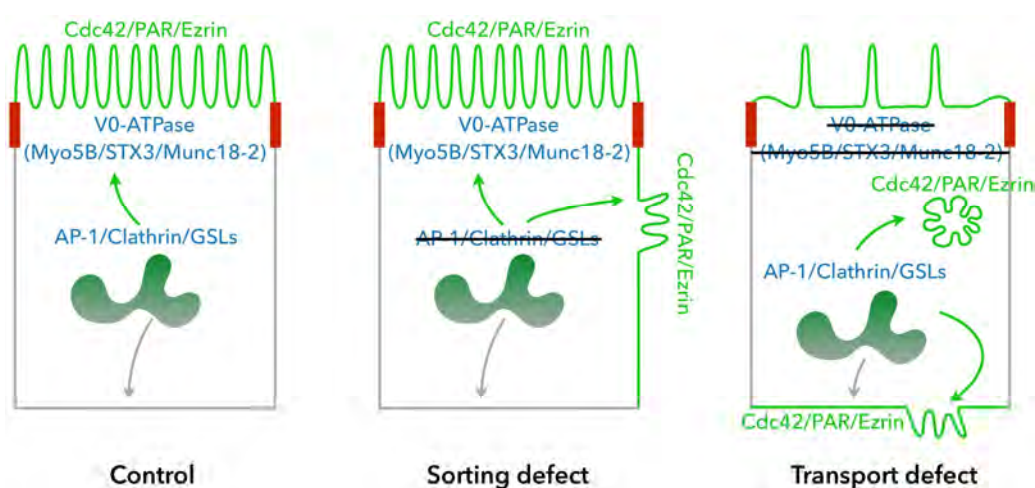 Cdc42/PAR/Ezrin
V0-ATPase
(Myo5B/STX3/Munc18-2)
AP-1/Clathrin/GSLs
Control
Cdc42/PAR/Ezrin
V0-ATPase
(Myo5B/STX3/Munc18-2)
Cdc42/PAR/Ezrin
AP-1/Clathrin/GSLs
Sorting defect
V0-ATPase
(Myo5B/STX3/Munc18-2)
Cdc42/PAR/Ezrin
AP-1/Clathrin/GSLs
Cdc42/PAR/Ezrin
Transport defect